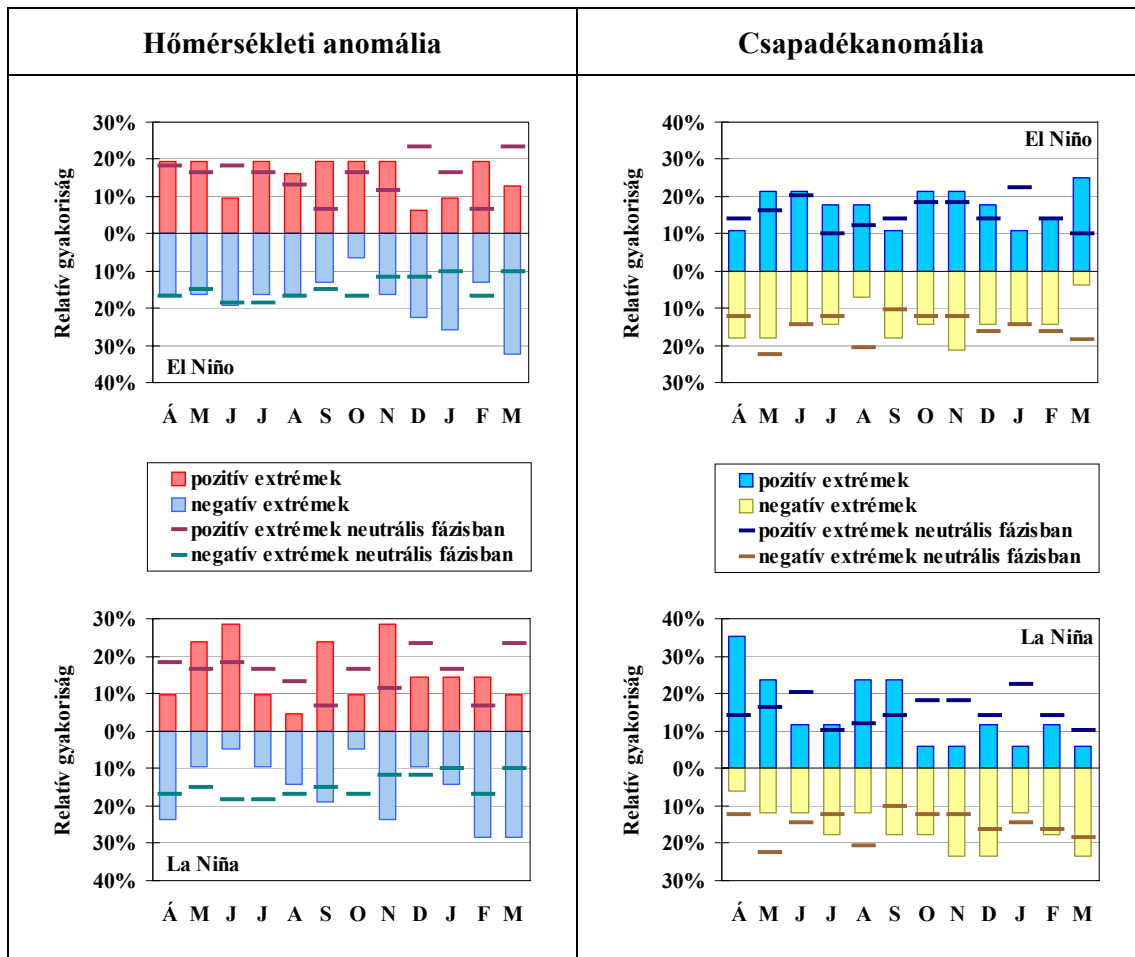 Hőmérsékleti anomália
Csapadékanomália
Relatív gyakoriság
30%
20%
10%
0%
10%
20%
30%
40%
El Niño
Á M J J A S O N D J F M
Relatív gyakoriság
40%
30%
20%
10%
0%
10%
20%
30%
El Niño
Á M J J A S O N D J F M
pozitív extrémek
negatív extrémek
pozitív extrémek neutrális fázisban
negatív extrémek neutrális fázisban
pozitív extrémek
negatív extrémek
pozitív extrémek neutrális fázisban
negatív extrémek neutrális fázisban
Relatív gyakoriság
30%
20%
10%
0%
10%
20%
30%
40%
La Niña
Á M J J A S O N D J F M
Relatív gyakoriság
40%
30%
20%
10%
0%
10%
20%
30%
La Niña
Á M J J A S O N D J F M